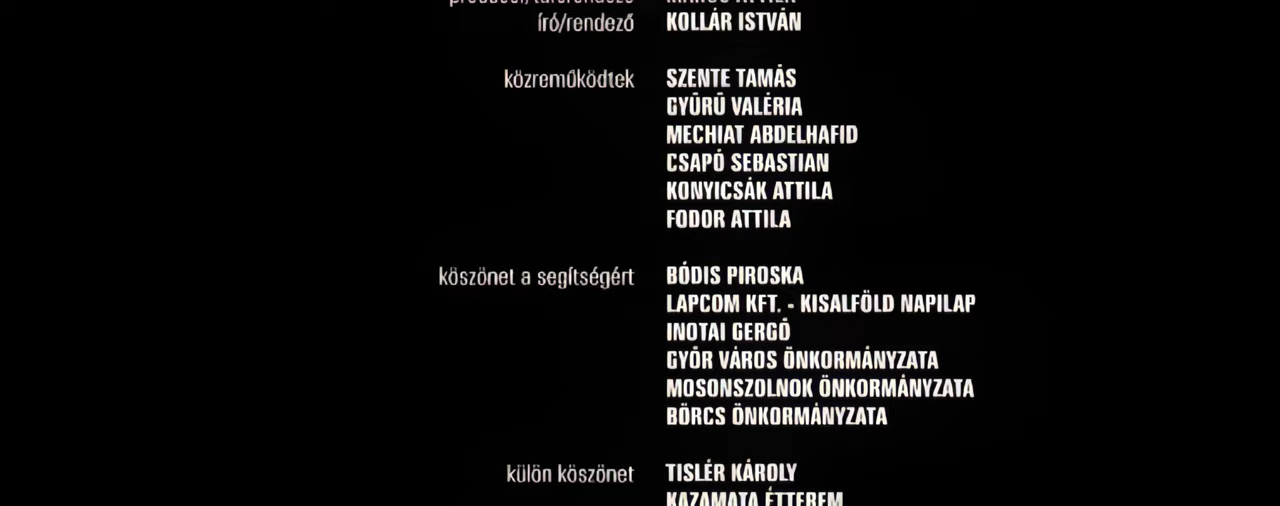 író/rendező KOLLÁR ISTVÁN
közreműködtek SZENTE TAMÁS
GYŰRŰ VALÉRIA
MECHIAT ABDELHAFID
CSAPÓ SEBASTIAN
KONYICSÁK ATTILA
FODOR ATTILA
köszönet a segítségért BÓDIS PIROSKA
LAPCOM KFT. - KISALFÖLD NAPILAP
INOTAI GERGŐ
GYŐR VÁROS ÖNKORMÁNYZATA
MOSONSZOLNOK ÖNKORMÁNYZATA
BÖRCS ÖNKORMÁNYZATA
külön köszönet TISLÉR KÁROLY
KAZAMATA ÉTTEREM